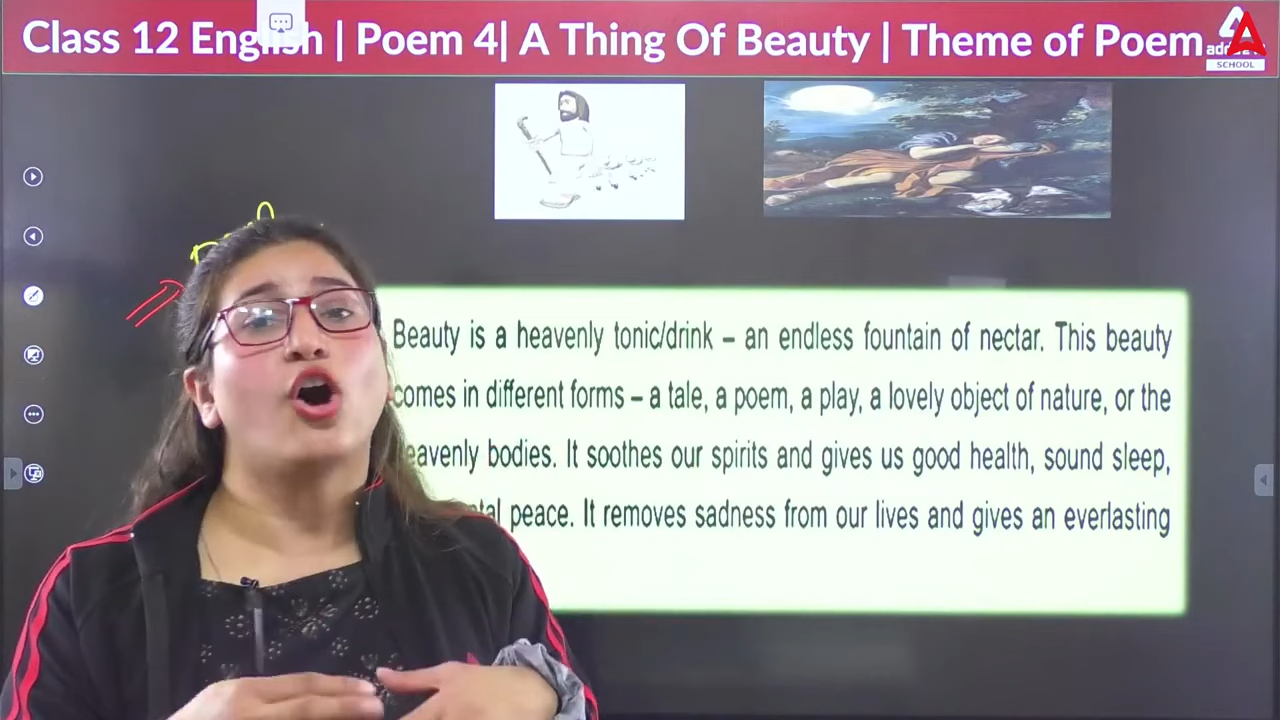 Class 12 English | Poem 4| A Thing Of Beauty | Theme of Poem
SCHOOL
Beauty is a heavenly tonic/drink – an endless fountain of nectar. This beauty
comes in different forms – a tale, a poem, a play, a lovely object of nature, or the
heavenly bodies. It soothes our spirits and gives us good health, sound sleep,
peace. It removes sadness from our lives and gives an everlasting